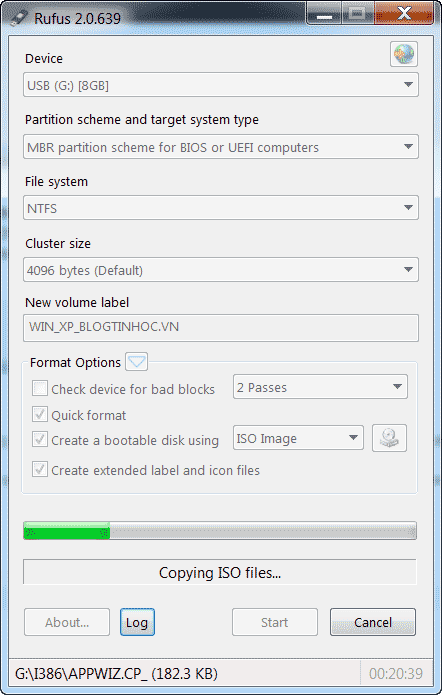 Rufus 2.0.639
Device
USB (G:) [8GB]
Partition scheme and target system type
MBR partition scheme for BIOS or UEFI computers
File system
NTFS
Cluster size
4096 bytes (Default)
New volume label
WIN_XP_BLOGTINHOC.VN
Format Options
Check device for bad blocks 2 Passes
Quick format
Create a bootable disk using ISO Image
Create extended label and icon files
Copying ISO files...
About... Log Start Cancel
G:\I386\APPWIZ.CP_ (182.3 KB) 00:20:39